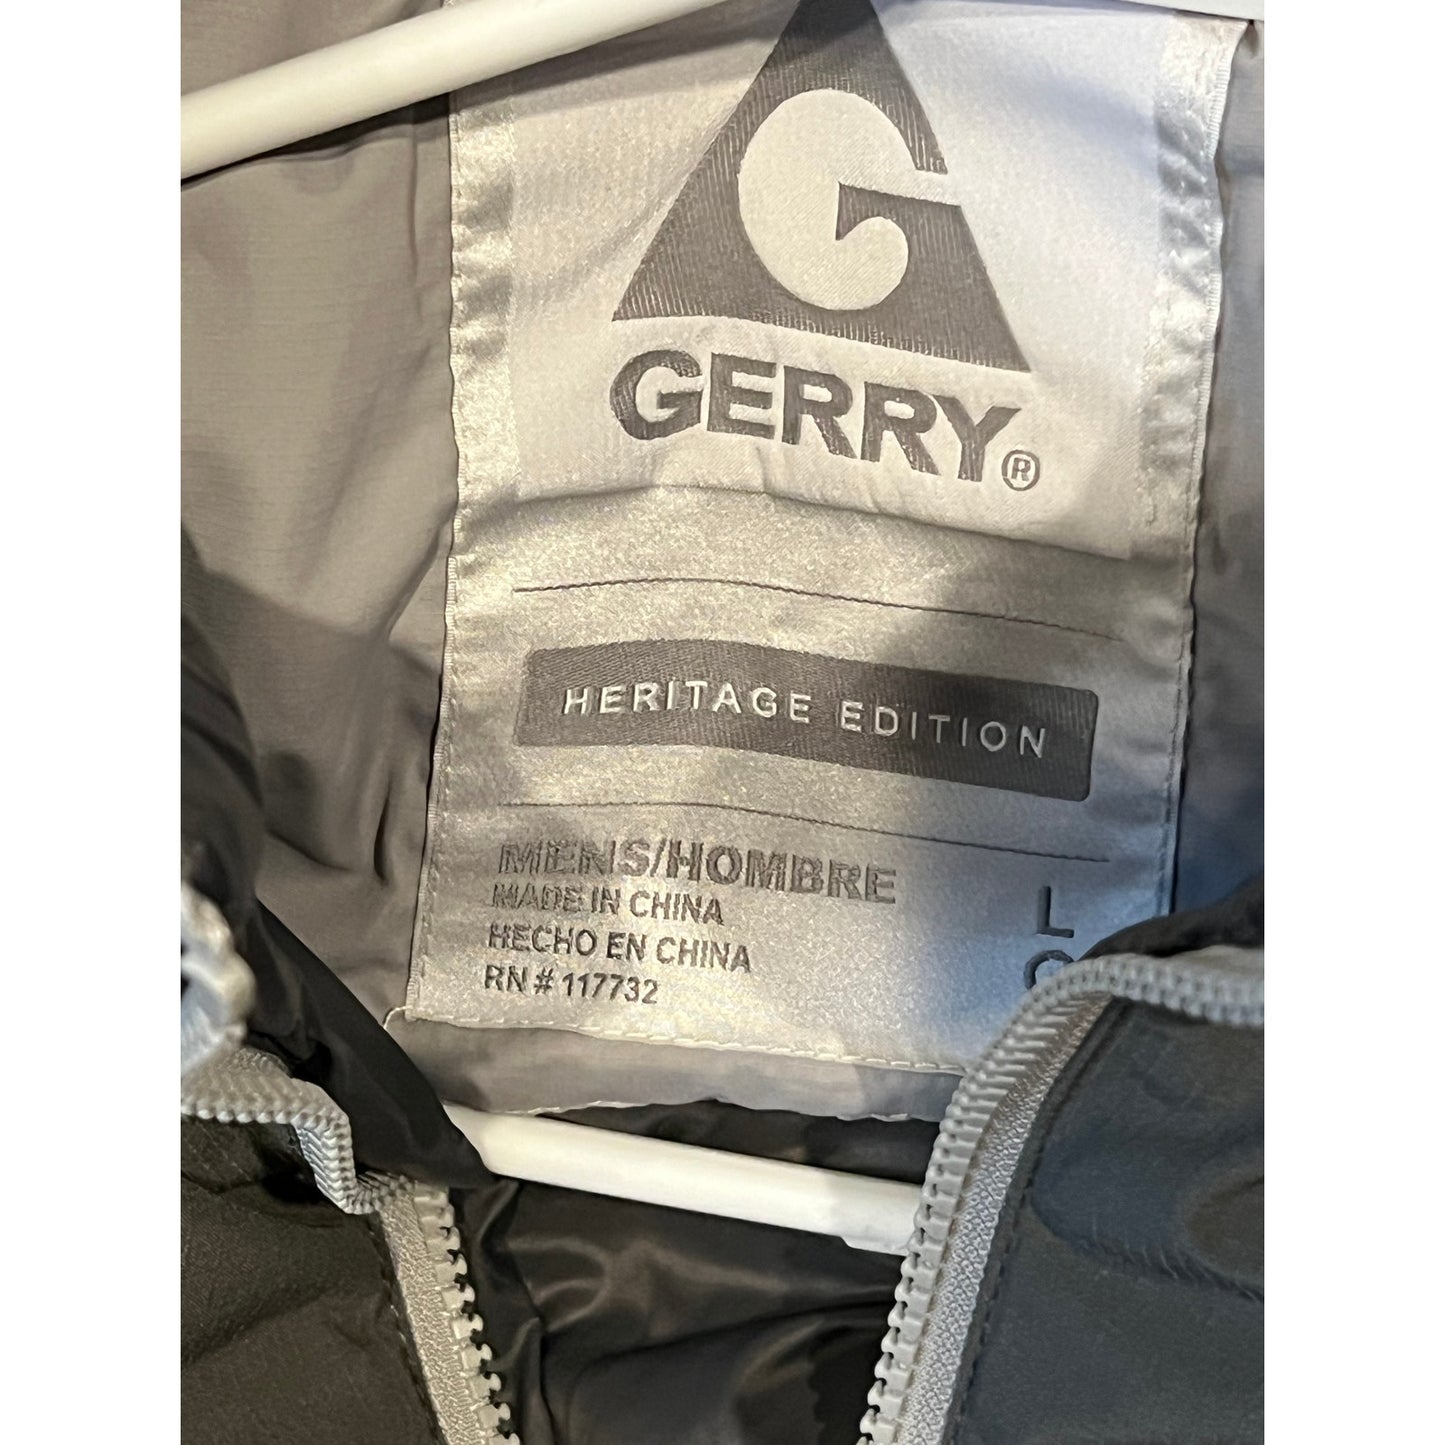 G
GERRY®
HERITAGE EDITION
MENS/HOMBRE
MADE IN CHINA
HECHO EN CHINA
RN # 117732
L